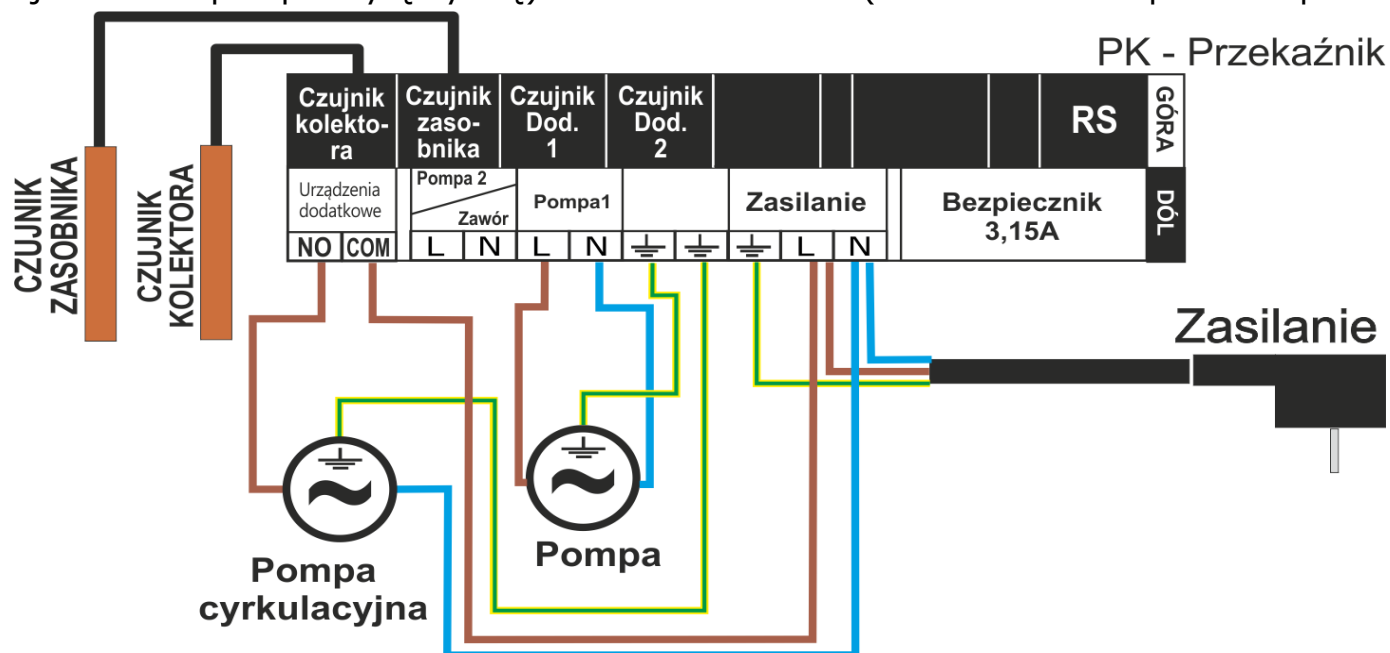 PK - Przekaźnik
Czujnik
kolekto-
ra
Czujnik
zaso-
bnika
Czujnik
Dod.
1
Czujnik
Dod.
2
RS
GÓRA
Urządzenia
dodatkowe
Pompa 2
Zawór
Pompa1
Zasilanie
Bezpiecznik
3,15A
DÓL
NO COM L N L N L N
CZUJNIK
ZASOBNIKA
CZUJNIK
KOLEKTORA
Zasilanie
Pompa
Pompa
cyrkulacyjna